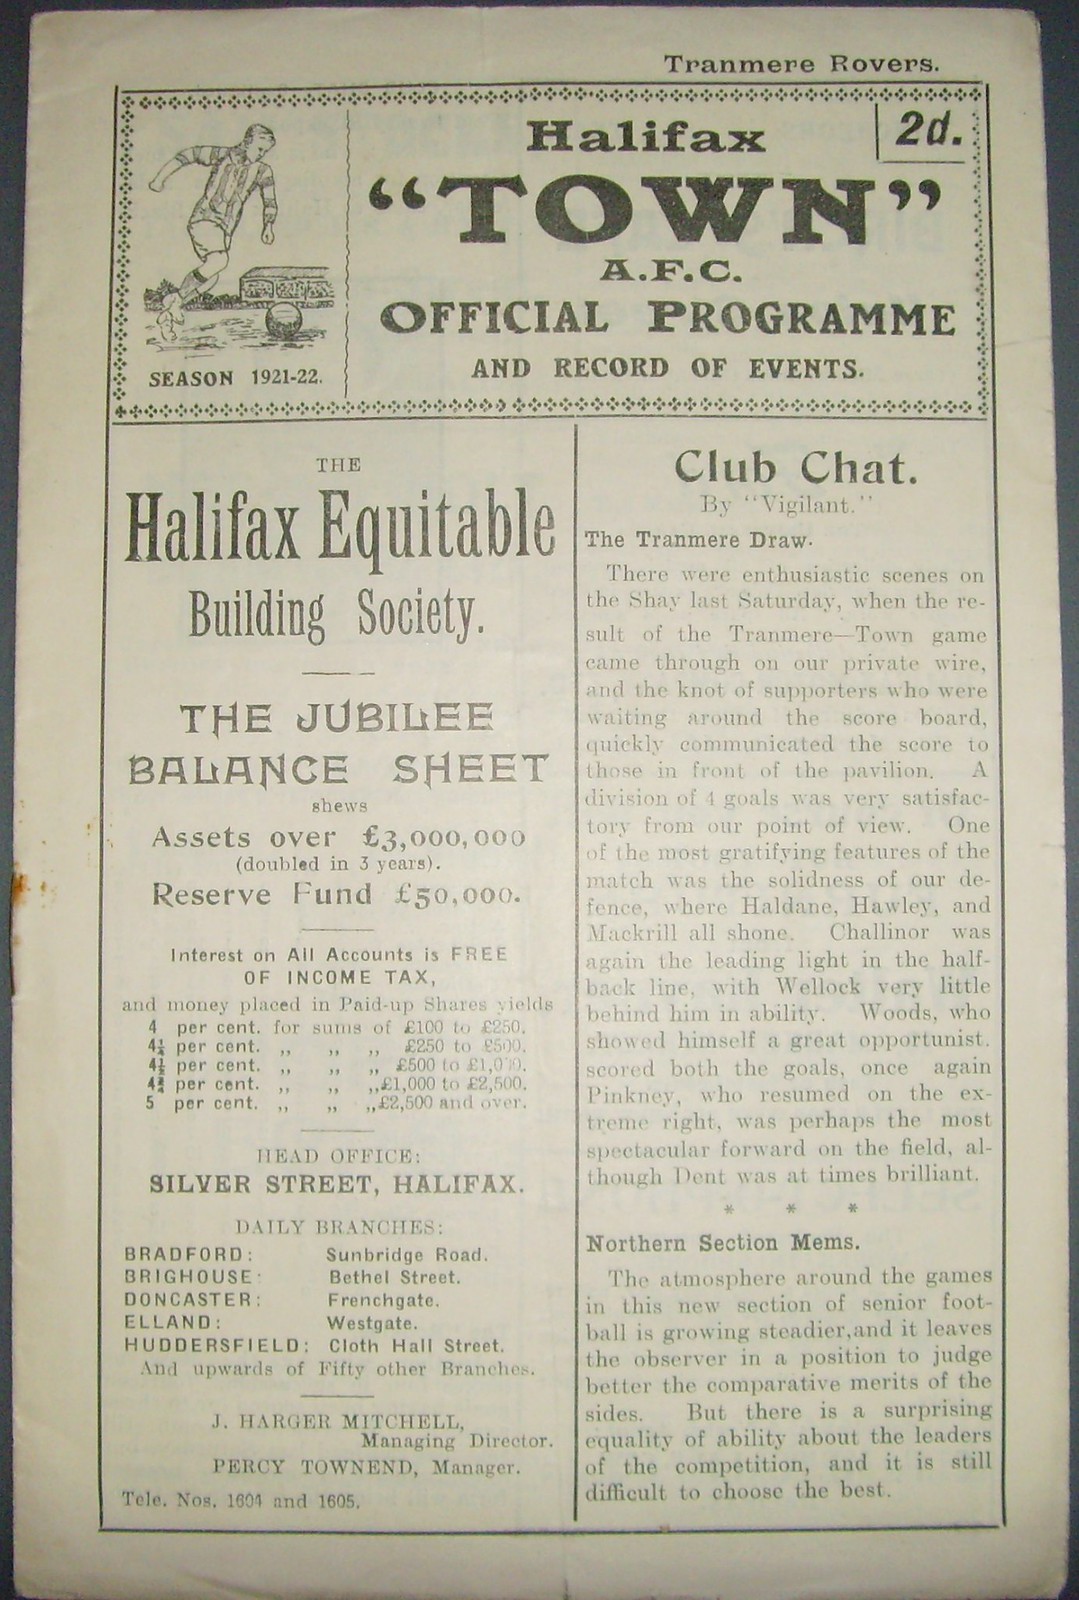 Tranmere Rovers.
Halifax
2d.
"TOWN"
A.F.C.
OFFICIAL PROGRAMME
AND RECORD OF EVENTS.
SEASON 1921-22.
THE
Halifax Equitable
Building Society.
THE JUBILEE
BALANCE SHEET
shews
Assets over £3,000,000
(doubled in 3 years).
Reserve Fund £50,000.
Interest on All Accounts is FREE
OF INCOME TAX,
and money placed in Paid-up Shares yields
4 per cent. for sums of £100 to £250.
4¼ per cent. ,, ,, ,, £250 to £500.
4½ per cent. ,, ,, ,, £500 to £1,000.
4¾ per cent. ,, ,, ,,£1,000 to £2,500.
5 per cent. ,, ,, ,,£2,500 and over.
HEAD OFFICE:
SILVER STREET, HALIFAX.
DAILY BRANCHES:
BRADFORD: Sunbridge Road.
BRIGHOUSE: Bethel Street.
DONCASTER: Frenchgate.
ELLAND: Westgate.
HUDDERSFIELD: Cloth Hall Street.
And upwards of Fifty other Branches.
J. HARGER MITCHELL,
Managing Director.
PERCY TOWNEND, Manager.
Tele. Nos. 1604 and 1605.
Club Chat.
By "Vigilant."
The Tranmere Draw.
There were enthusiastic scenes on
the Shay last Saturday, when the re-
sult of the Tranmere—Town game
came through on our private wire,
and the knot of supporters who were
waiting around the score board,
quickly communicated the score to
those in front of the pavilion. A
division of 4 goals was very satisfac-
tory from our point of view. One
of the most gratifying features of the
match was the solidness of our de-
fence, where Haldane, Hawley, and
Mackrill all shone. Challinor was
again the leading light in the half-
back line, with Wellock very little
behind him in ability. Woods, who
showed himself a great opportunist.
scored both the goals, once again
Pinkney, who resumed on the ex-
treme right, was perhaps the most
spectacular forward on the field, al-
though Dent was at times brilliant.
* * *
Northern Section Mems.
The atmosphere around the games
in this new section of senior foot-
ball is growing steadier,and it leaves
the observer in a position to judge
better the comparative merits of the
sides. But there is a surprising
equality of ability about the leaders
of the competition, and it is still
difficult to choose the best.